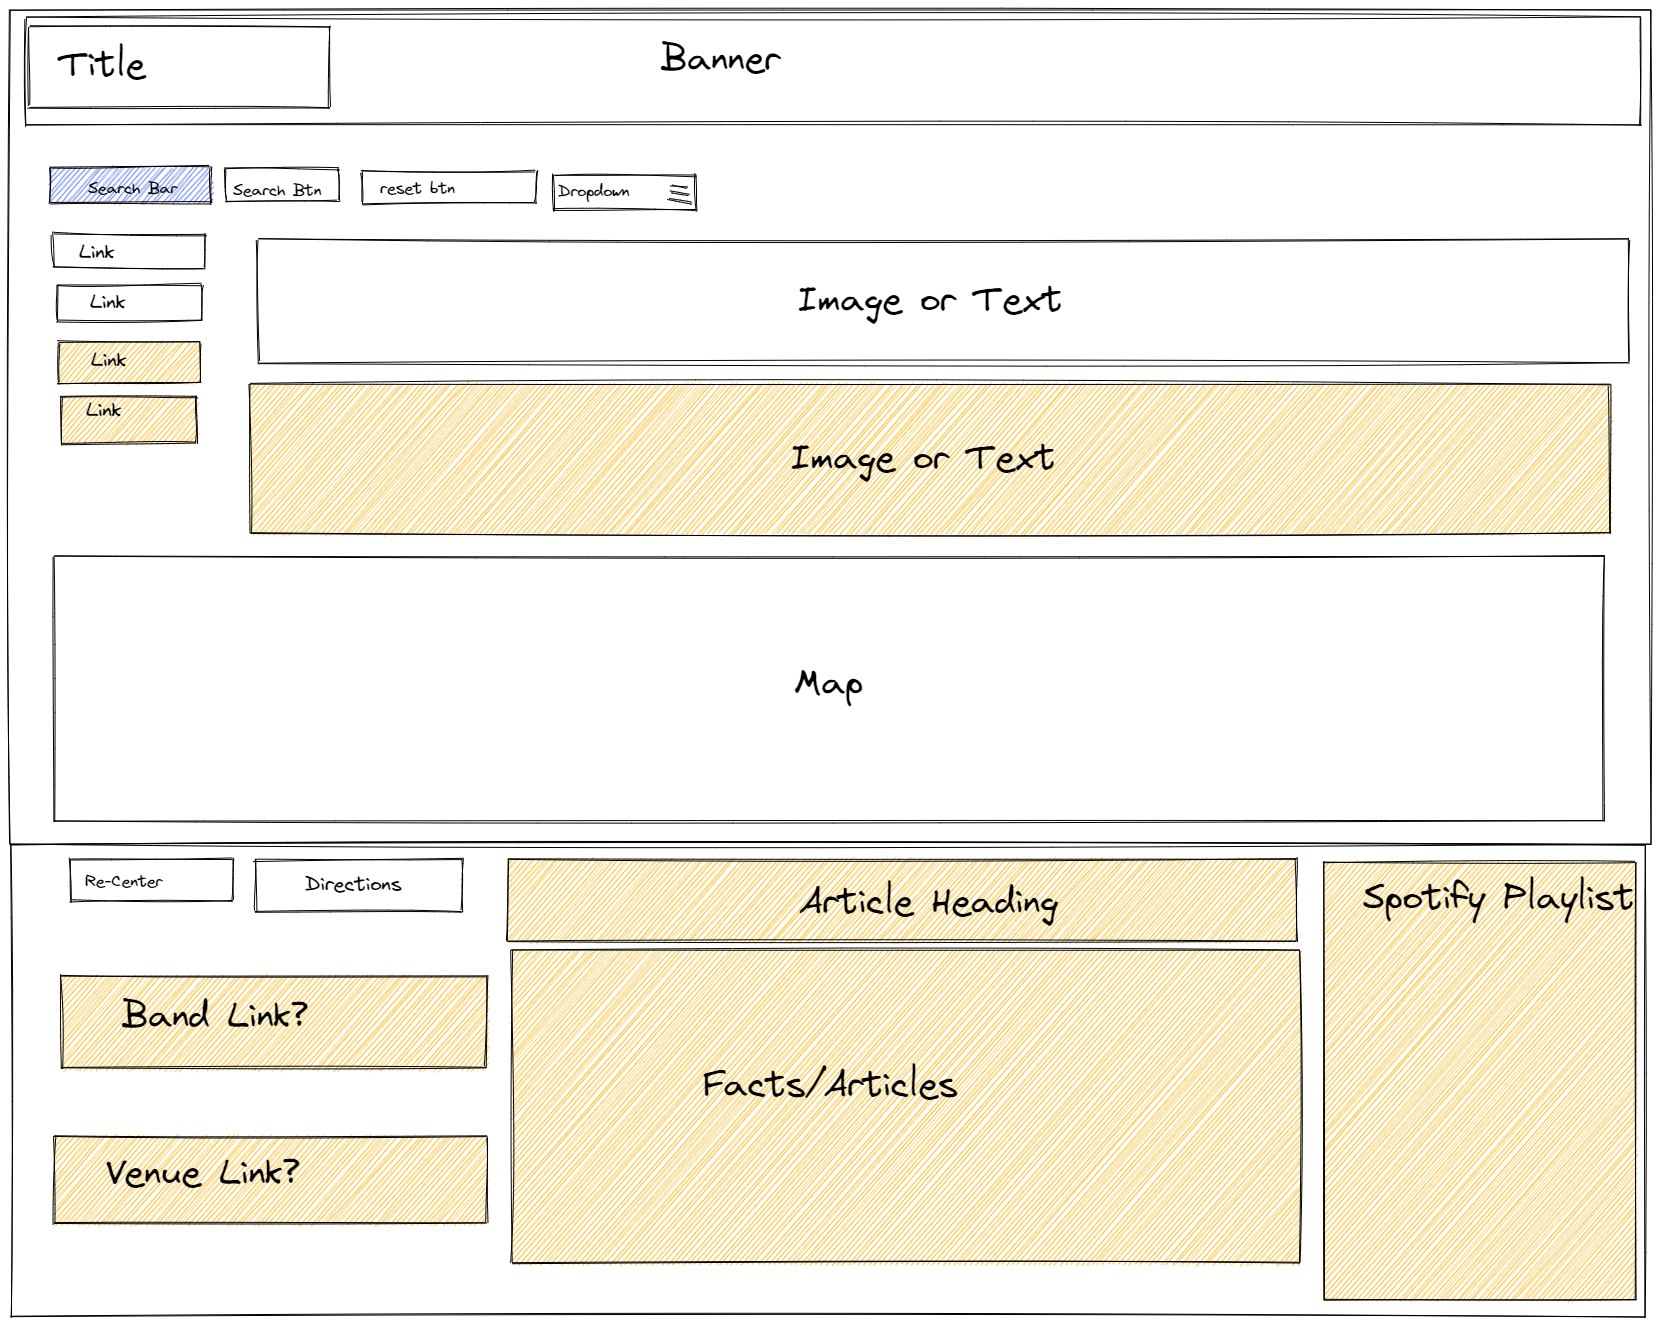 Title
Banner
Search Bar
Search Btn
reset btn
Dropdown
Link
Link
Link
Link
Image or Text
Image or Text
Map
Re-Center
Directions
Band Link?
Venue Link?
Article Heading
Facts/Articles
Spotify Playlist